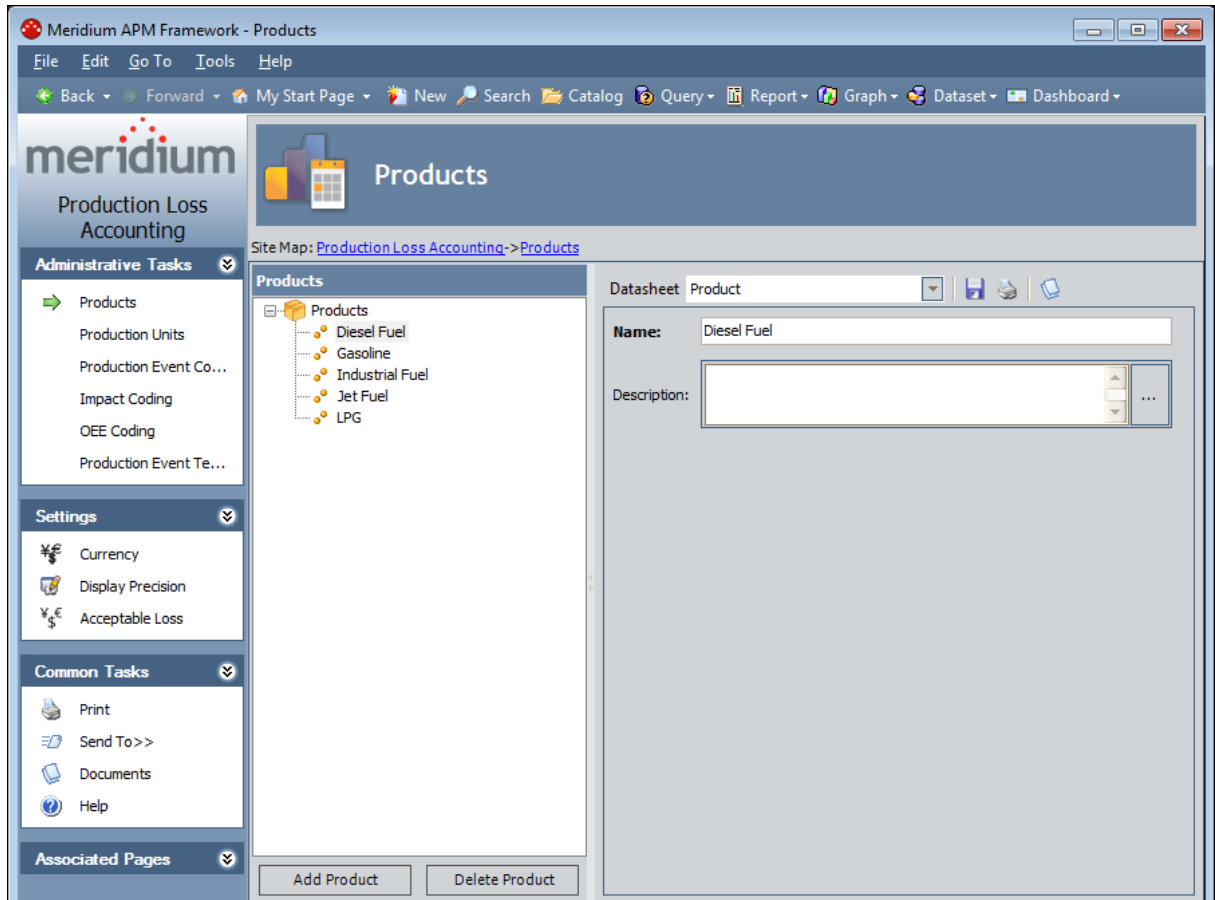 Meridium APM Framework - Products
File Edit Go To Tools Help
Back Forward My Start Page New Search Catalog Query Report Graph Dataset Dashboard
meridium
Production Loss
Accounting
Administrative Tasks
Products
Production Units
Production Event Co...
Impact Coding
OEE Coding
Production Event Te...
Settings
¥€$ Currency
Display Precision
¥$€ Acceptable Loss
Common Tasks
Print
Send To>>
Documents
Help
Associated Pages
Products
Site Map: Production Loss Accounting->Products
Products
Products
Diesel Fuel
Gasoline
Industrial Fuel
Jet Fuel
LPG
Add Product Delete Product
Datasheet Product
Name: Diesel Fuel
Description: ...